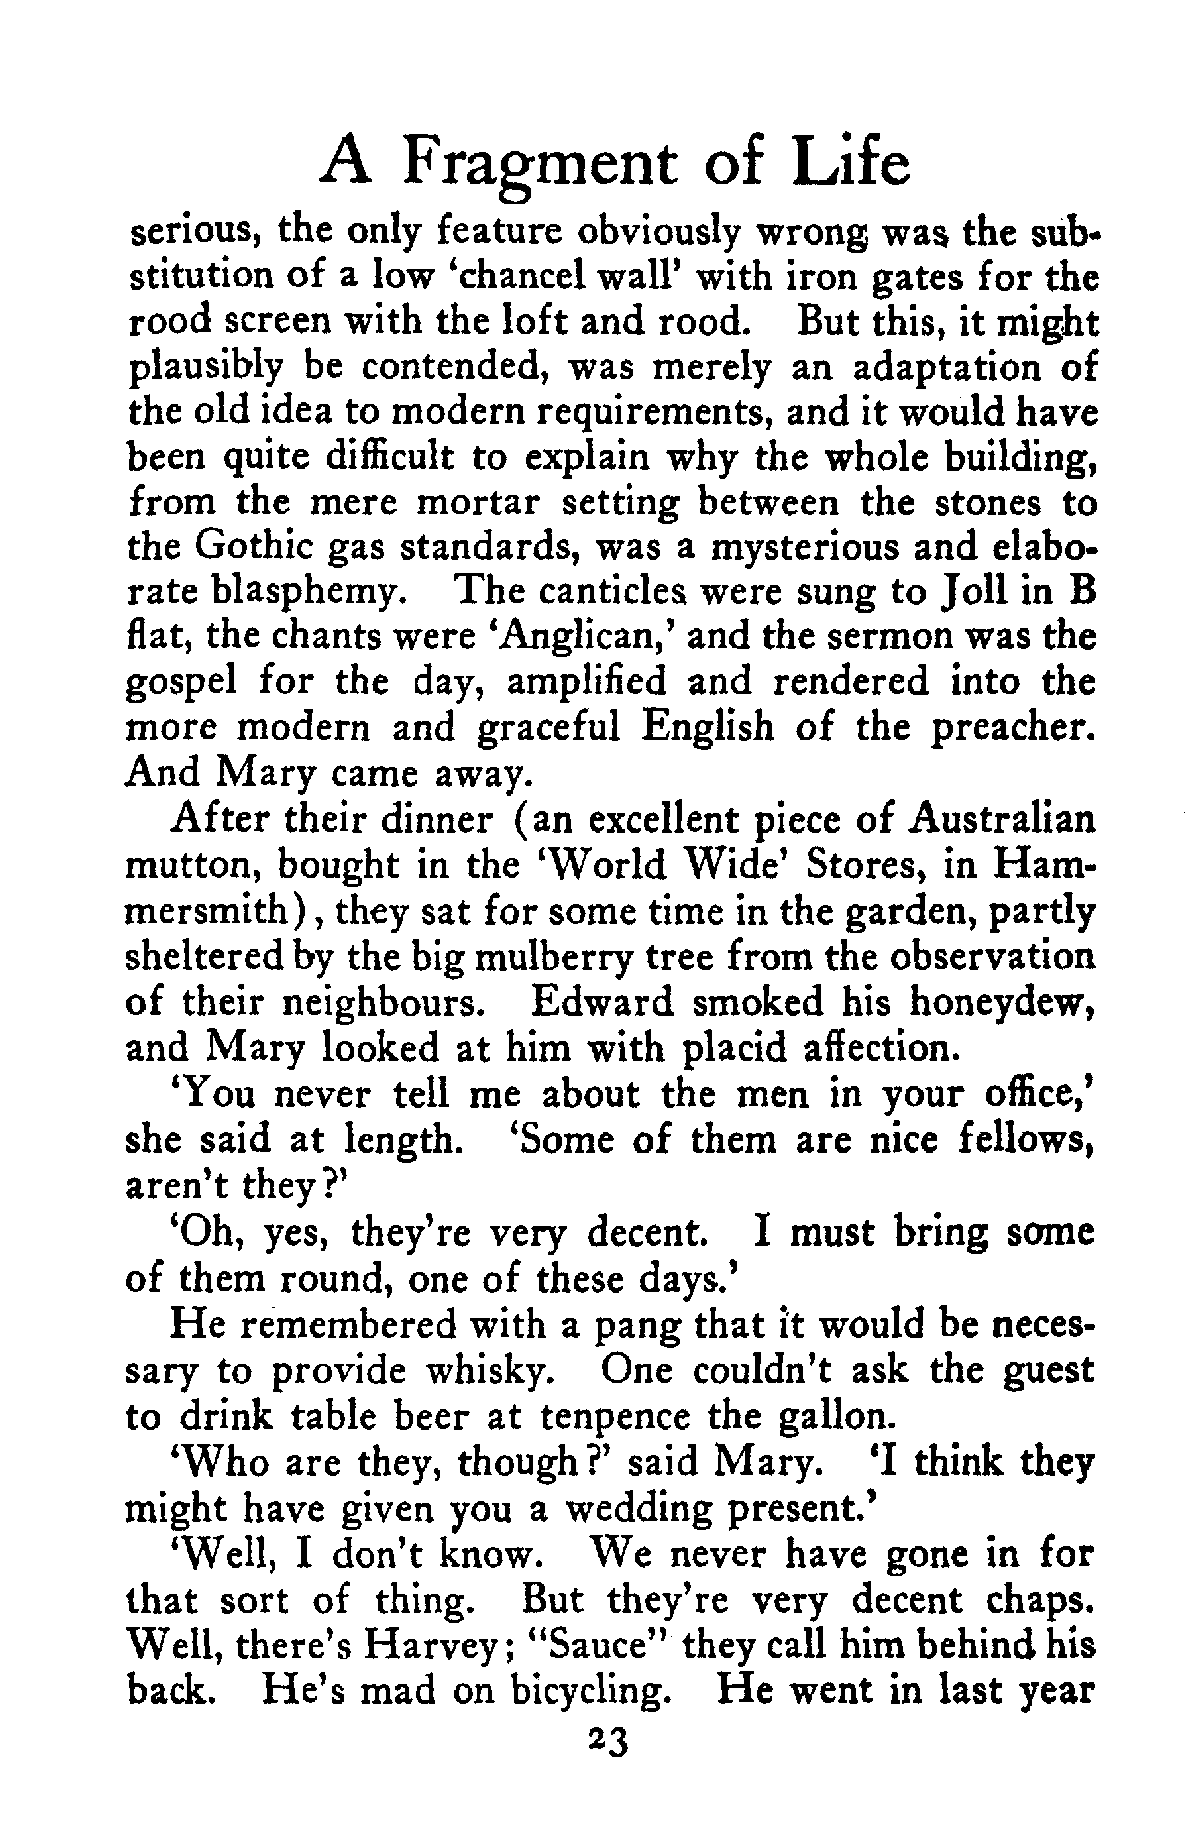 A Fragment of Life
serious, the only feature obviously wrong was the sub-
stitution of a low ‘chancel wall’ with iron gates for the
rood screen with the loft and rood. But this, it might
plausibly be contended, was merely an adaptation of
the old idea to modern requirements, and it would have
been quite difficult to explain why the whole building,
from the mere mortar setting between the stones to
the Gothic gas standards, was a mysterious and elabo-
rate blasphemy. The canticles were sung to Joll in B
flat, the chants were ‘Anglican,’ and the sermon was the
gospel for the day, amplified and rendered into the
more modern and graceful English of the preacher.
And Mary came away.
After their dinner (an excellent piece of Australian
mutton, bought in the ‘World Wide’ Stores, in Ham-
mersmith), they sat for some time in the garden, partly
sheltered by the big mulberry tree from the observation
of their neighbours. Edward smoked his honeydew,
and Mary looked at him with placid affection.
‘You never tell me about the men in your office,’
she said at length. ‘Some of them are nice fellows,
aren’t they?’
‘Oh, yes, they’re very decent. I must bring some
of them round, one of these days.’
He remembered with a pang that it would be neces-
sary to provide whisky. One couldn’t ask the guest
to drink table beer at tenpence the gallon.
‘Who are they, though?’ said Mary. ‘I think they
might have given you a wedding present.’
‘Well, I don’t know. We never have gone in for
that sort of thing. But they’re very decent chaps.
Well, there’s Harvey; “Sauce” they call him behind his
back. He’s mad on bicycling. He went in last year
23